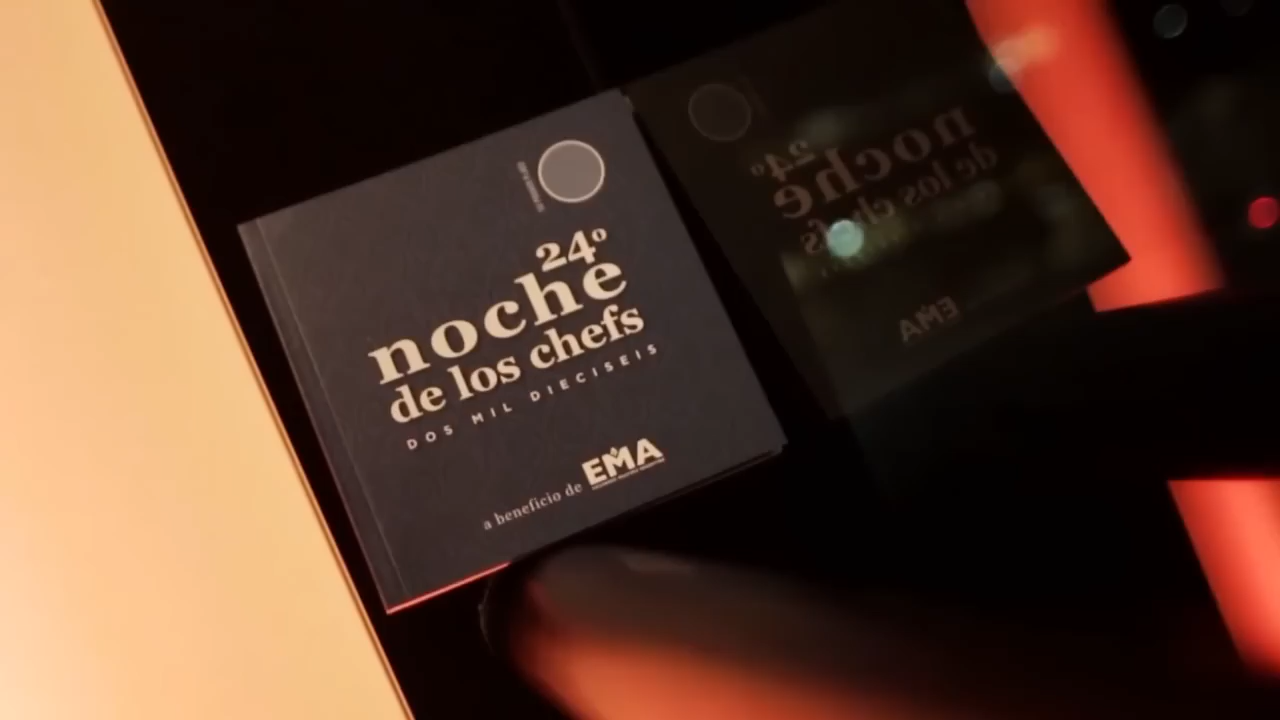 24º
noche
de los chefs
DOS MIL DIECISEIS
a beneficio de EMA